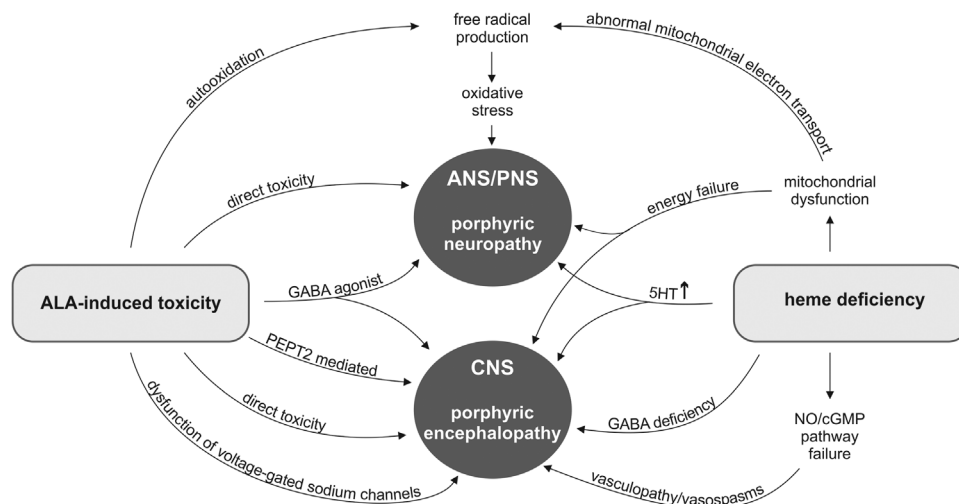 free radical
production
abnormal mitochondrial electron transport
autooxidation
oxidative
stress
ANS/PNS
porphyric
neuropathy
direct toxicity
energy failure
mitochondrial
dysfunction
ALA-induced toxicity
GABA agonist
5HT↑
heme deficiency
PEPT2 mediated
CNS
porphyric
encephalopathy
direct toxicity
dysfunction of voltage-gated sodium channels
GABA deficiency
NO/cGMP
pathway
failure
vasculopathy/vasospasms